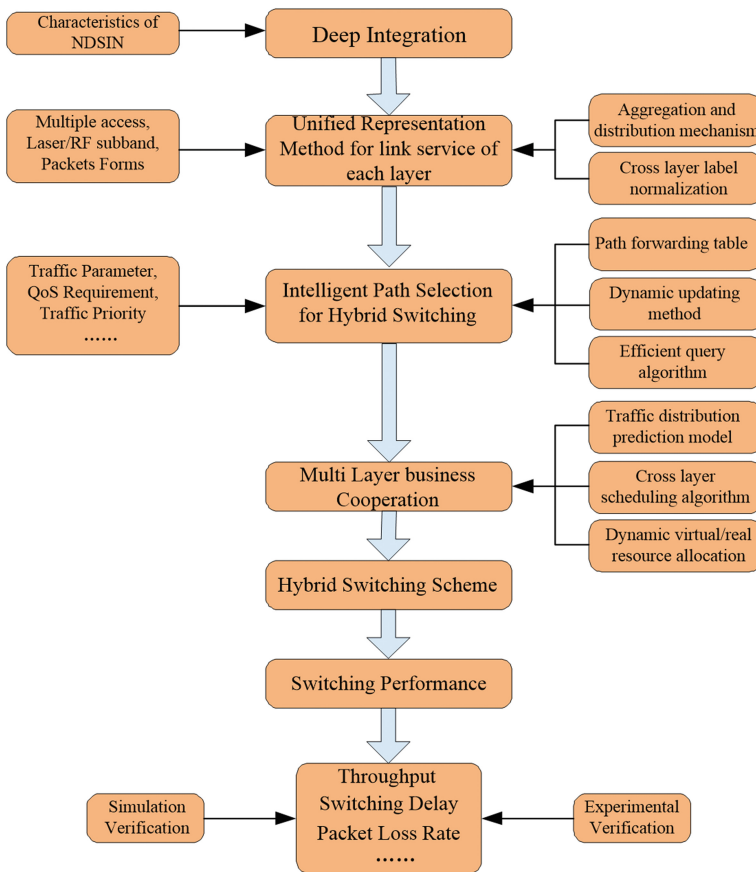 Characteristics of
NDSIN
Deep Integration
Multiple access,
Laser/RF subband,
Packets Forms
Unified Representation
Method for link service of
each layer
Aggregation and
distribution mechanism
Cross layer label
normalization
Traffic Parameter,
QoS Requirement,
Traffic Priority
……
Intelligent Path Selection
for Hybrid Switching
Path forwarding table
Dynamic updating
method
Efficient query
algorithm
Multi Layer business
Cooperation
Traffic distribution
prediction model
Cross layer
scheduling algorithm
Dynamic virtual/real
resource allocation
Hybrid Switching Scheme
Switching Performance
Simulation
Verification
Throughput
Switching Delay
Packet Loss Rate
……
Experimental
Verification